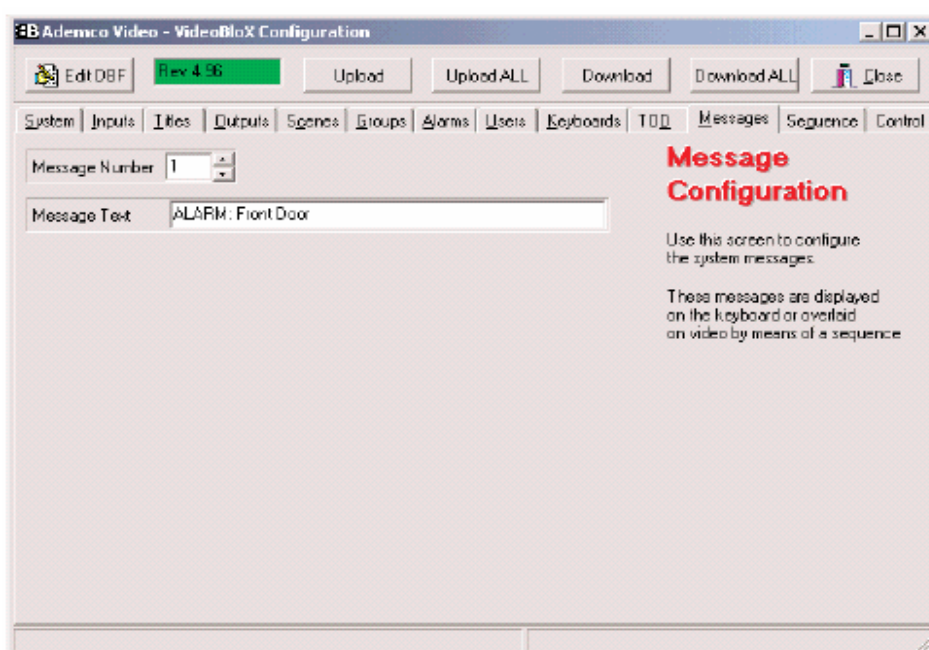 Ademco Video - VideoBloX Configuration
Edit DBF
Rev 4.96
Upload
Upload ALL
Download
Download ALL
Close
System
Inputs
Titles
Outputs
Scenes
Groups
Alarms
Users
Keyboards
TOD
Messages
Sequence
Control
Message Number
1
Message Text
ALARM: Front Door
Message
Configuration
Use this screen to configure
the system messages.
These messages are displayed
on the keyboard or overlaid
on video by means of a sequence